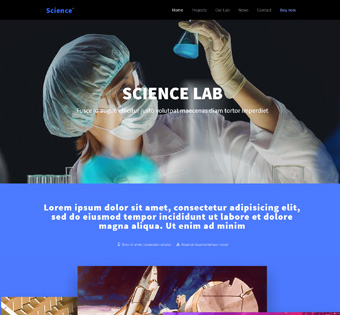 Science
Home Projects Our Lab News Contact Buy now
SCIENCE LAB
Fusce id augue efficitur justo volutpat maecenas diam tortor imperdiet
Lorem ipsum dolor sit amet, consectetur adipisicing elit,
sed do eiusmod tempor incididunt ut labore et dolore
magna aliqua. Ut enim ad minim